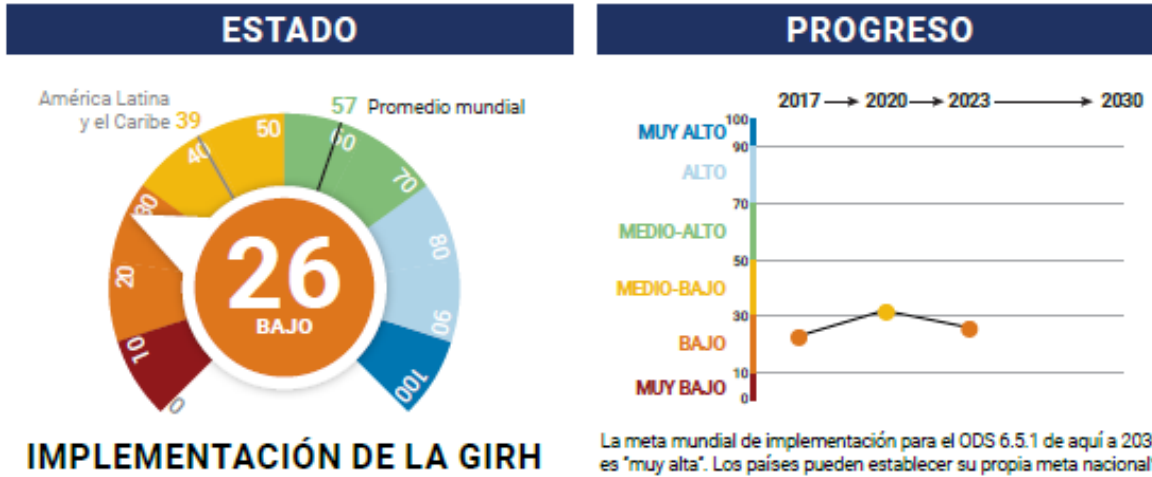 ESTADO
América Latina
y el Caribe 39
57 Promedio mundial
0
10
20
30
40
50
60
70
80
90
100
26
BAJO
IMPLEMENTACIÓN DE LA GIRH
PROGRESO
2017 2020 2023 2030
100
MUY ALTO
90
ALTO
70
MEDIO-ALTO
50
MEDIO-BAJO
30
BAJO
10
MUY BAJO
0
La meta mundial de implementación para el ODS 6.5.1 de aquí a 203
es "muy alta". Los países pueden establecer su propia meta nacional